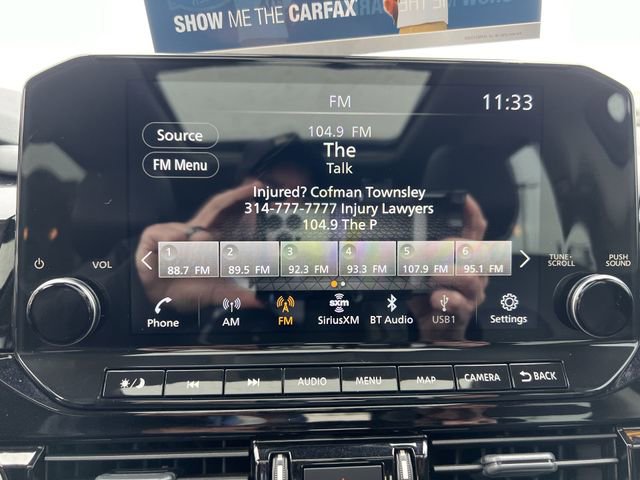 SHOW ME THE CARFAX
FM
11:33
Source
104.9 FM
The
FM Menu
Talk
Injured? Cofman Townsley
314-777-7777 Injury Lawyers
104.9 The P
VOL
TUNE•
SCROLL
PUSH
SOUND
1 2 3 4 5 6
88.7 FM 89.5 FM 92.3 FM 93.3 FM 107.9 FM 95.1 FM
Phone AM FM sxm SiriusXM BT Audio USB1 Settings
AUDIO MENU MAP CAMERA BACK